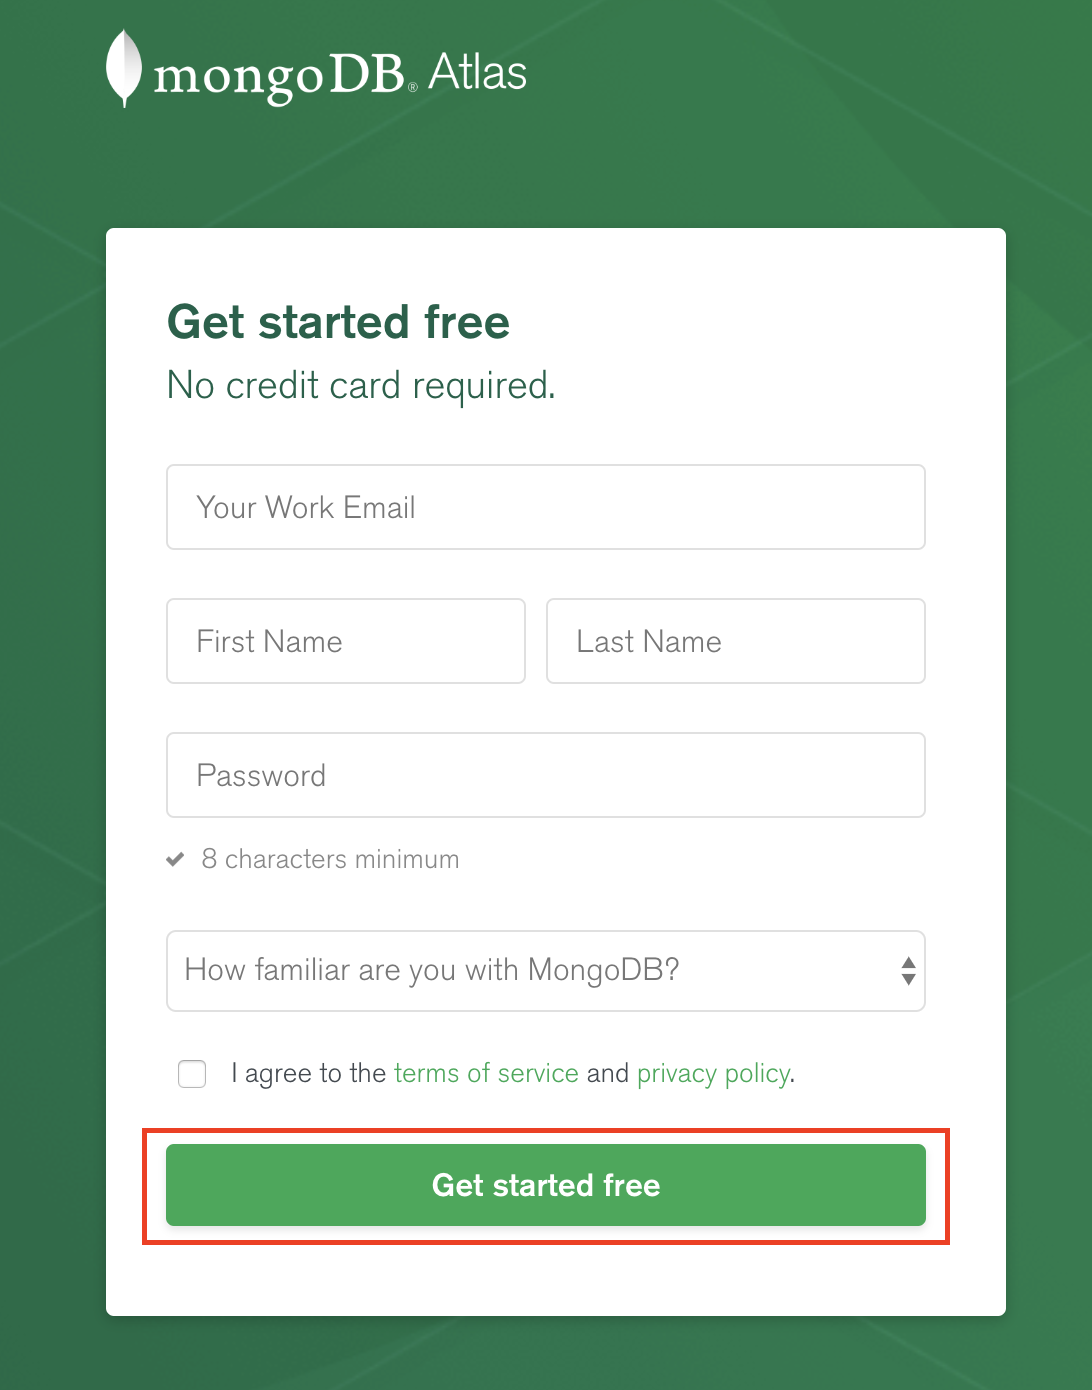 mongoDB® Atlas
Get started free
No credit card required.
Your Work Email
First Name
Last Name
Password
8 characters minimum
How familiar are you with MongoDB?
I agree to the terms of service and privacy policy.
Get started free